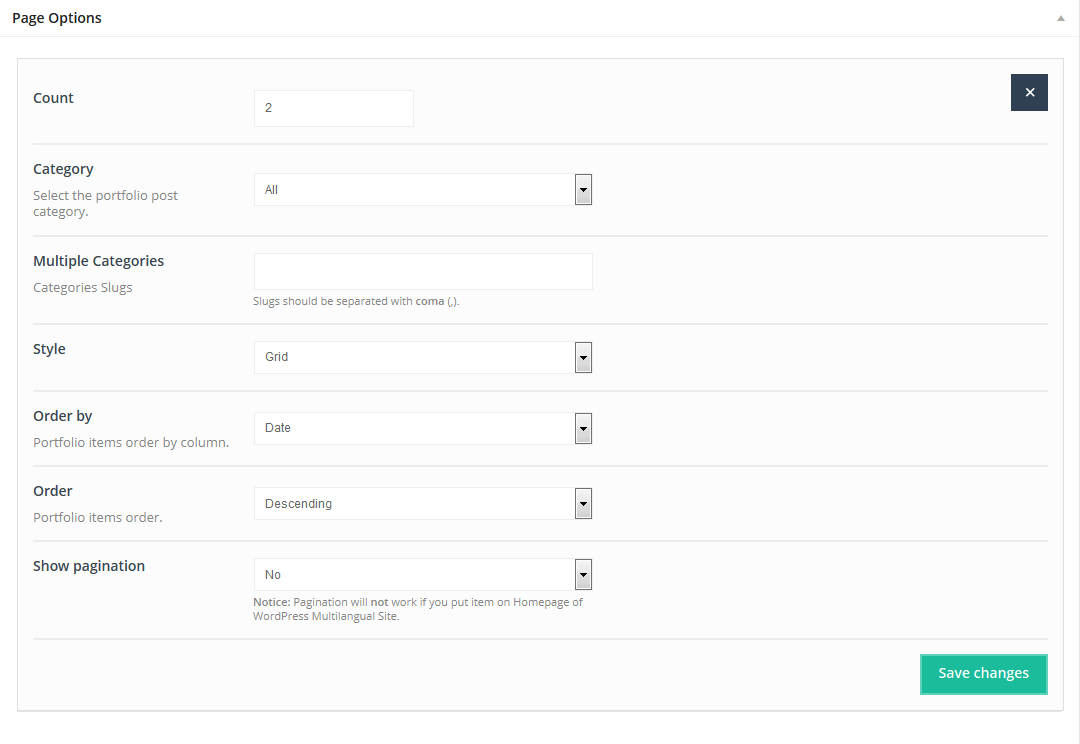 Page Options
Count
2
✕
Category
All
Select the portfolio post
category.
Multiple Categories
Categories Slugs
Slugs should be separated with coma (,).
Style
Grid
Order by
Date
Portfolio items order by column.
Order
Descending
Portfolio items order.
Show pagination
No
Notice: Pagination will not work if you put item on Homepage of
WordPress Multilangual Site.
Save changes